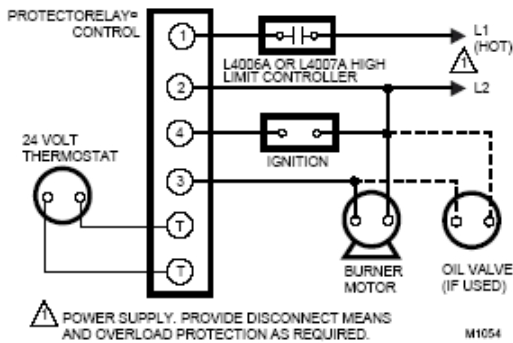 PROTECTORELAY®
CONTROL
1
L1
(HOT)
1
L4006A OR L4007A HIGH
LIMIT CONTROLLER
2
L2
4
IGNITION
24 VOLT
THERMOSTAT
3
T
T
BURNER
MOTOR
OIL VALVE
(IF USED)
1 POWER SUPPLY. PROVIDE DISCONNECT MEANS
AND OVERLOAD PROTECTION AS REQUIRED.
M1054